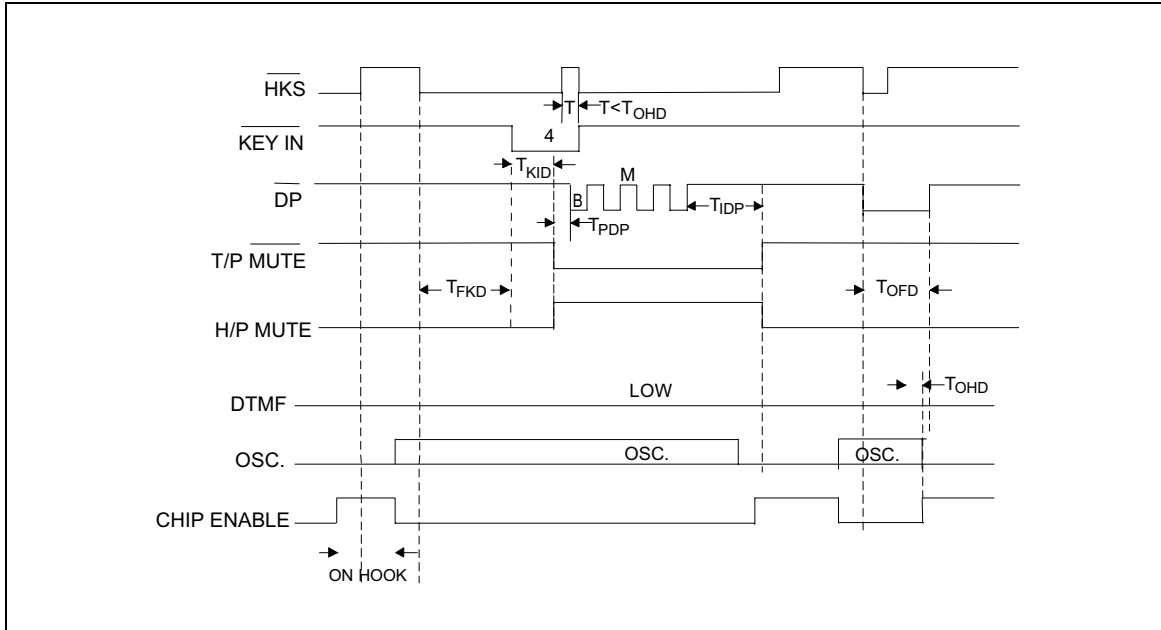 HKS
T T<TOHD
KEY IN
4
TKID
M
DP
B
TIDP
TPDP
T/P MUTE
TFKD
TOFD
H/P MUTE
TOHD
LOW
DTMF
OSC.
OSC.
OSC.
CHIP ENABLE
ON HOOK